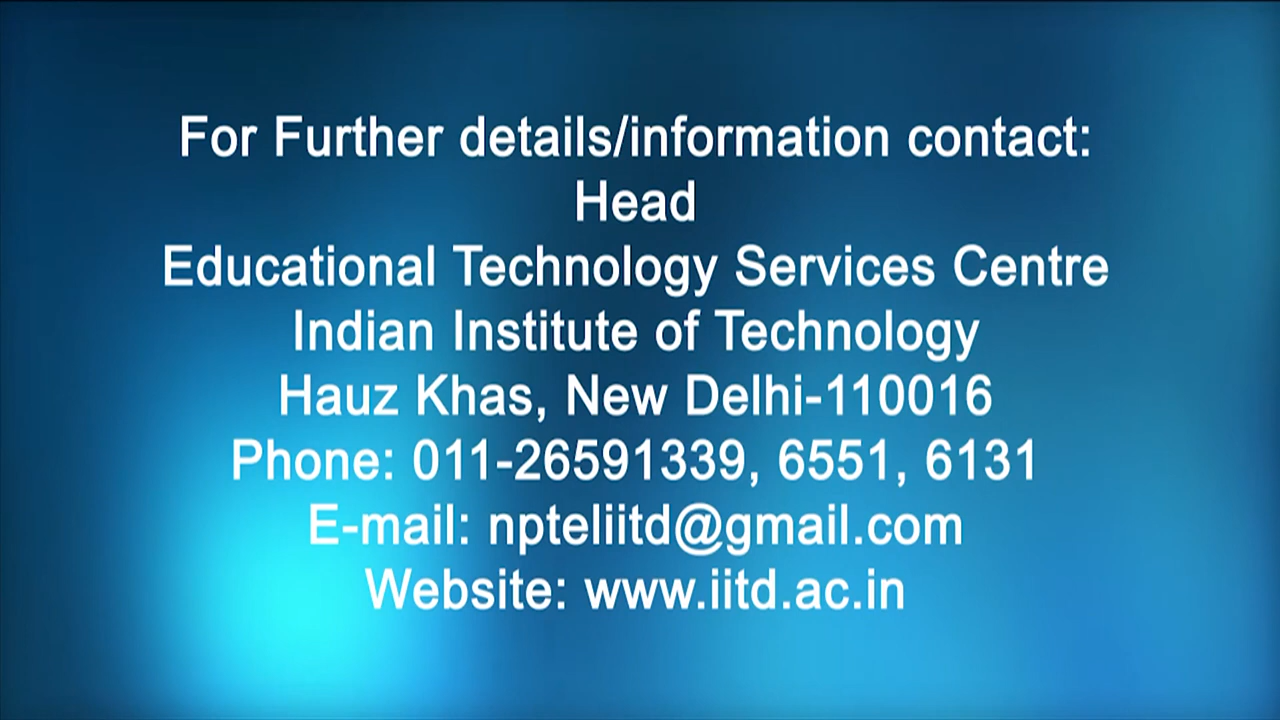 For Further details/information contact:
Head
Educational Technology Services Centre
Indian Institute of Technology
Hauz Khas, New Delhi-110016
Phone: 011-26591339, 6551, 6131
E-mail: npteliitd@gmail.com
Website: www.iitd.ac.in